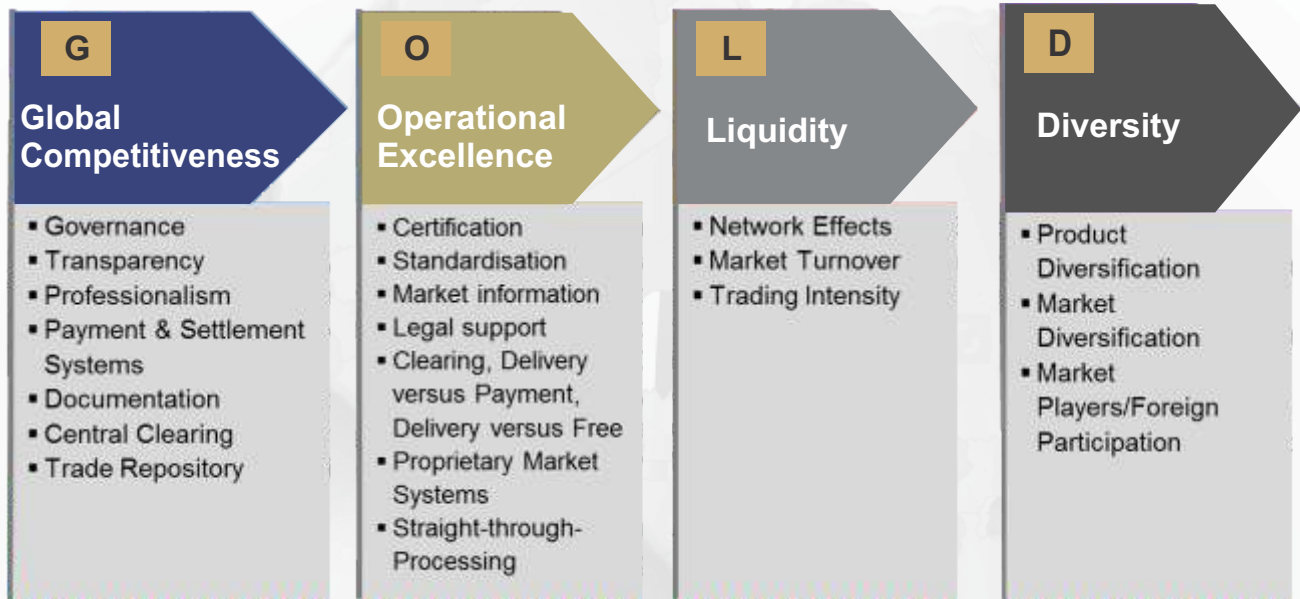 G
Global
Competitiveness
▪ Governance
▪ Transparency
▪ Professionalism
▪ Payment & Settlement
Systems
▪ Documentation
▪ Central Clearing
▪ Trade Repository
O
Operational
Excellence
▪ Certification
▪ Standardisation
▪ Market information
▪ Legal support
▪ Clearing, Delivery
versus Payment,
Delivery versus Free
▪ Proprietary Market
Systems
▪ Straight-through-
Processing
L
Liquidity
▪ Network Effects
▪ Market Turnover
▪ Trading Intensity
D
Diversity
▪ Product
Diversification
▪ Market
Diversification
▪ Market
Players/Foreign
Participation